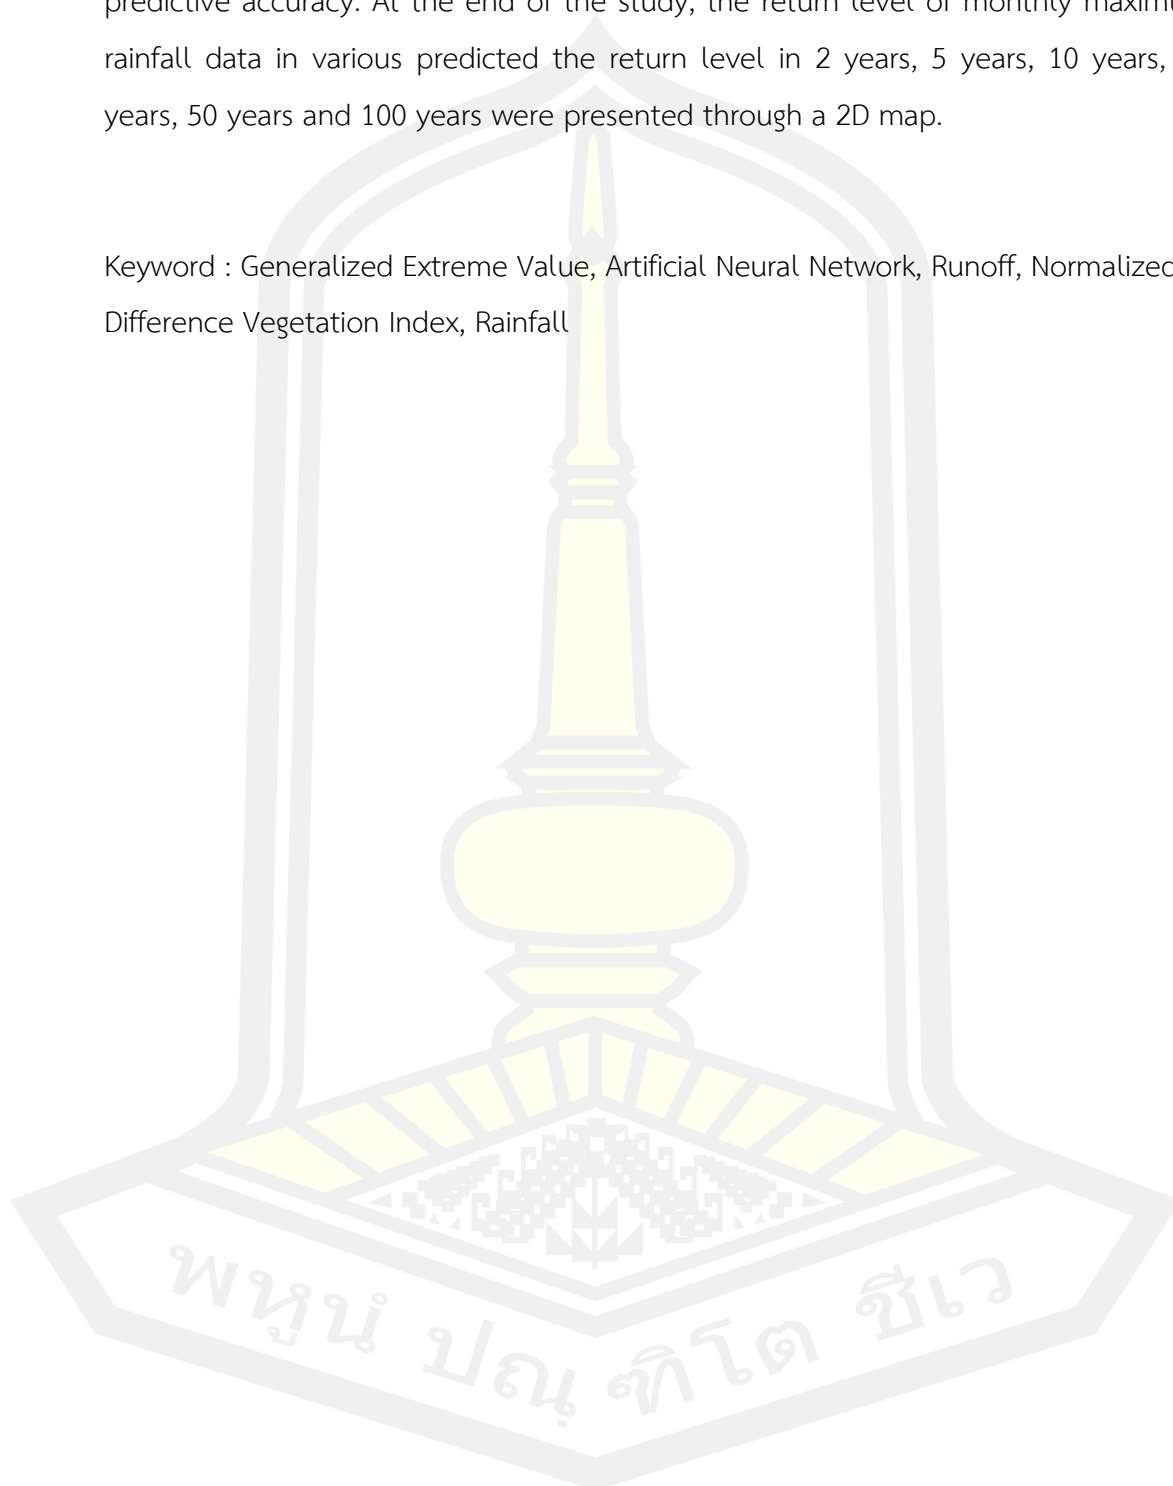 predictive accuracy. At the end of the study, the return level of monthly
rainfall data in various predicted the return level in 2 years, 5 years, 10 years,
years, 50 years and 100 years were presented through a 2D map.
Keyword : Generalized Extreme Value, Artificial Neural Network, Runoff, Normalized
Difference Vegetation Index, Rainfall
พหูนํ ปณฺฑิโต ชีเว